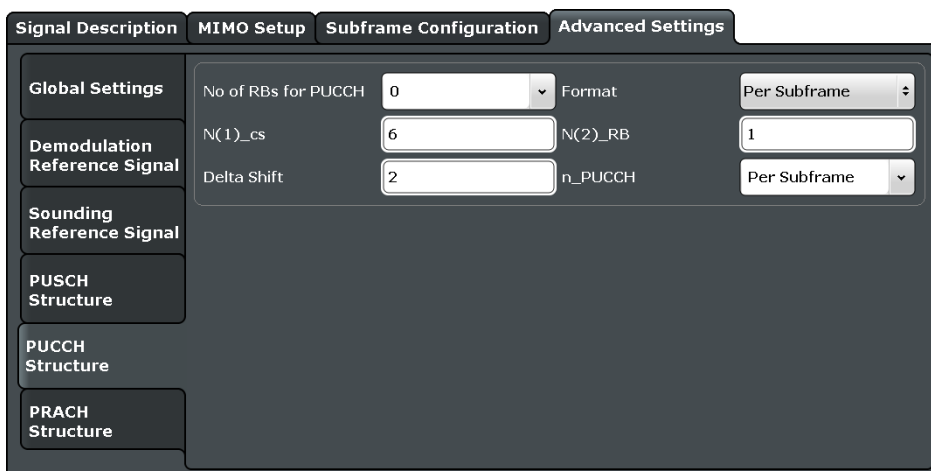 Signal Description MIMO Setup Subframe Configuration Advanced Settings
Global Settings
Demodulation
Reference Signal
Sounding
Reference Signal
PUSCH
Structure
PUCCH
Structure
PRACH
Structure
No of RBs for PUCCH 0 Format Per Subframe
N(1)_cs 6 N(2)_RB 1
Delta Shift 2 n_PUCCH Per Subframe